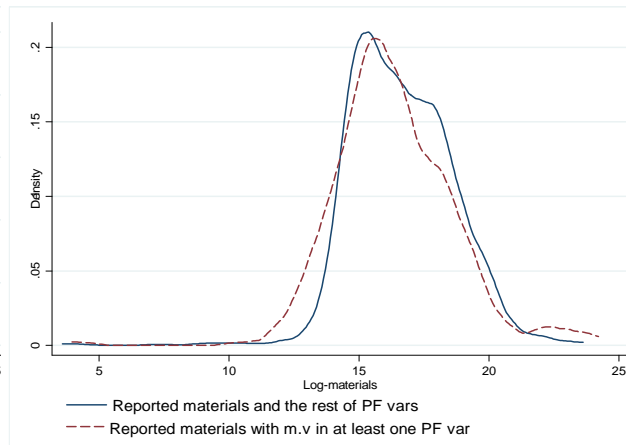 .2
.15
Density
.05
0
5
10
15
20
25
Log-materials
Reported materials and the rest of PF vars
Reported materials with m.v in at least one PF var